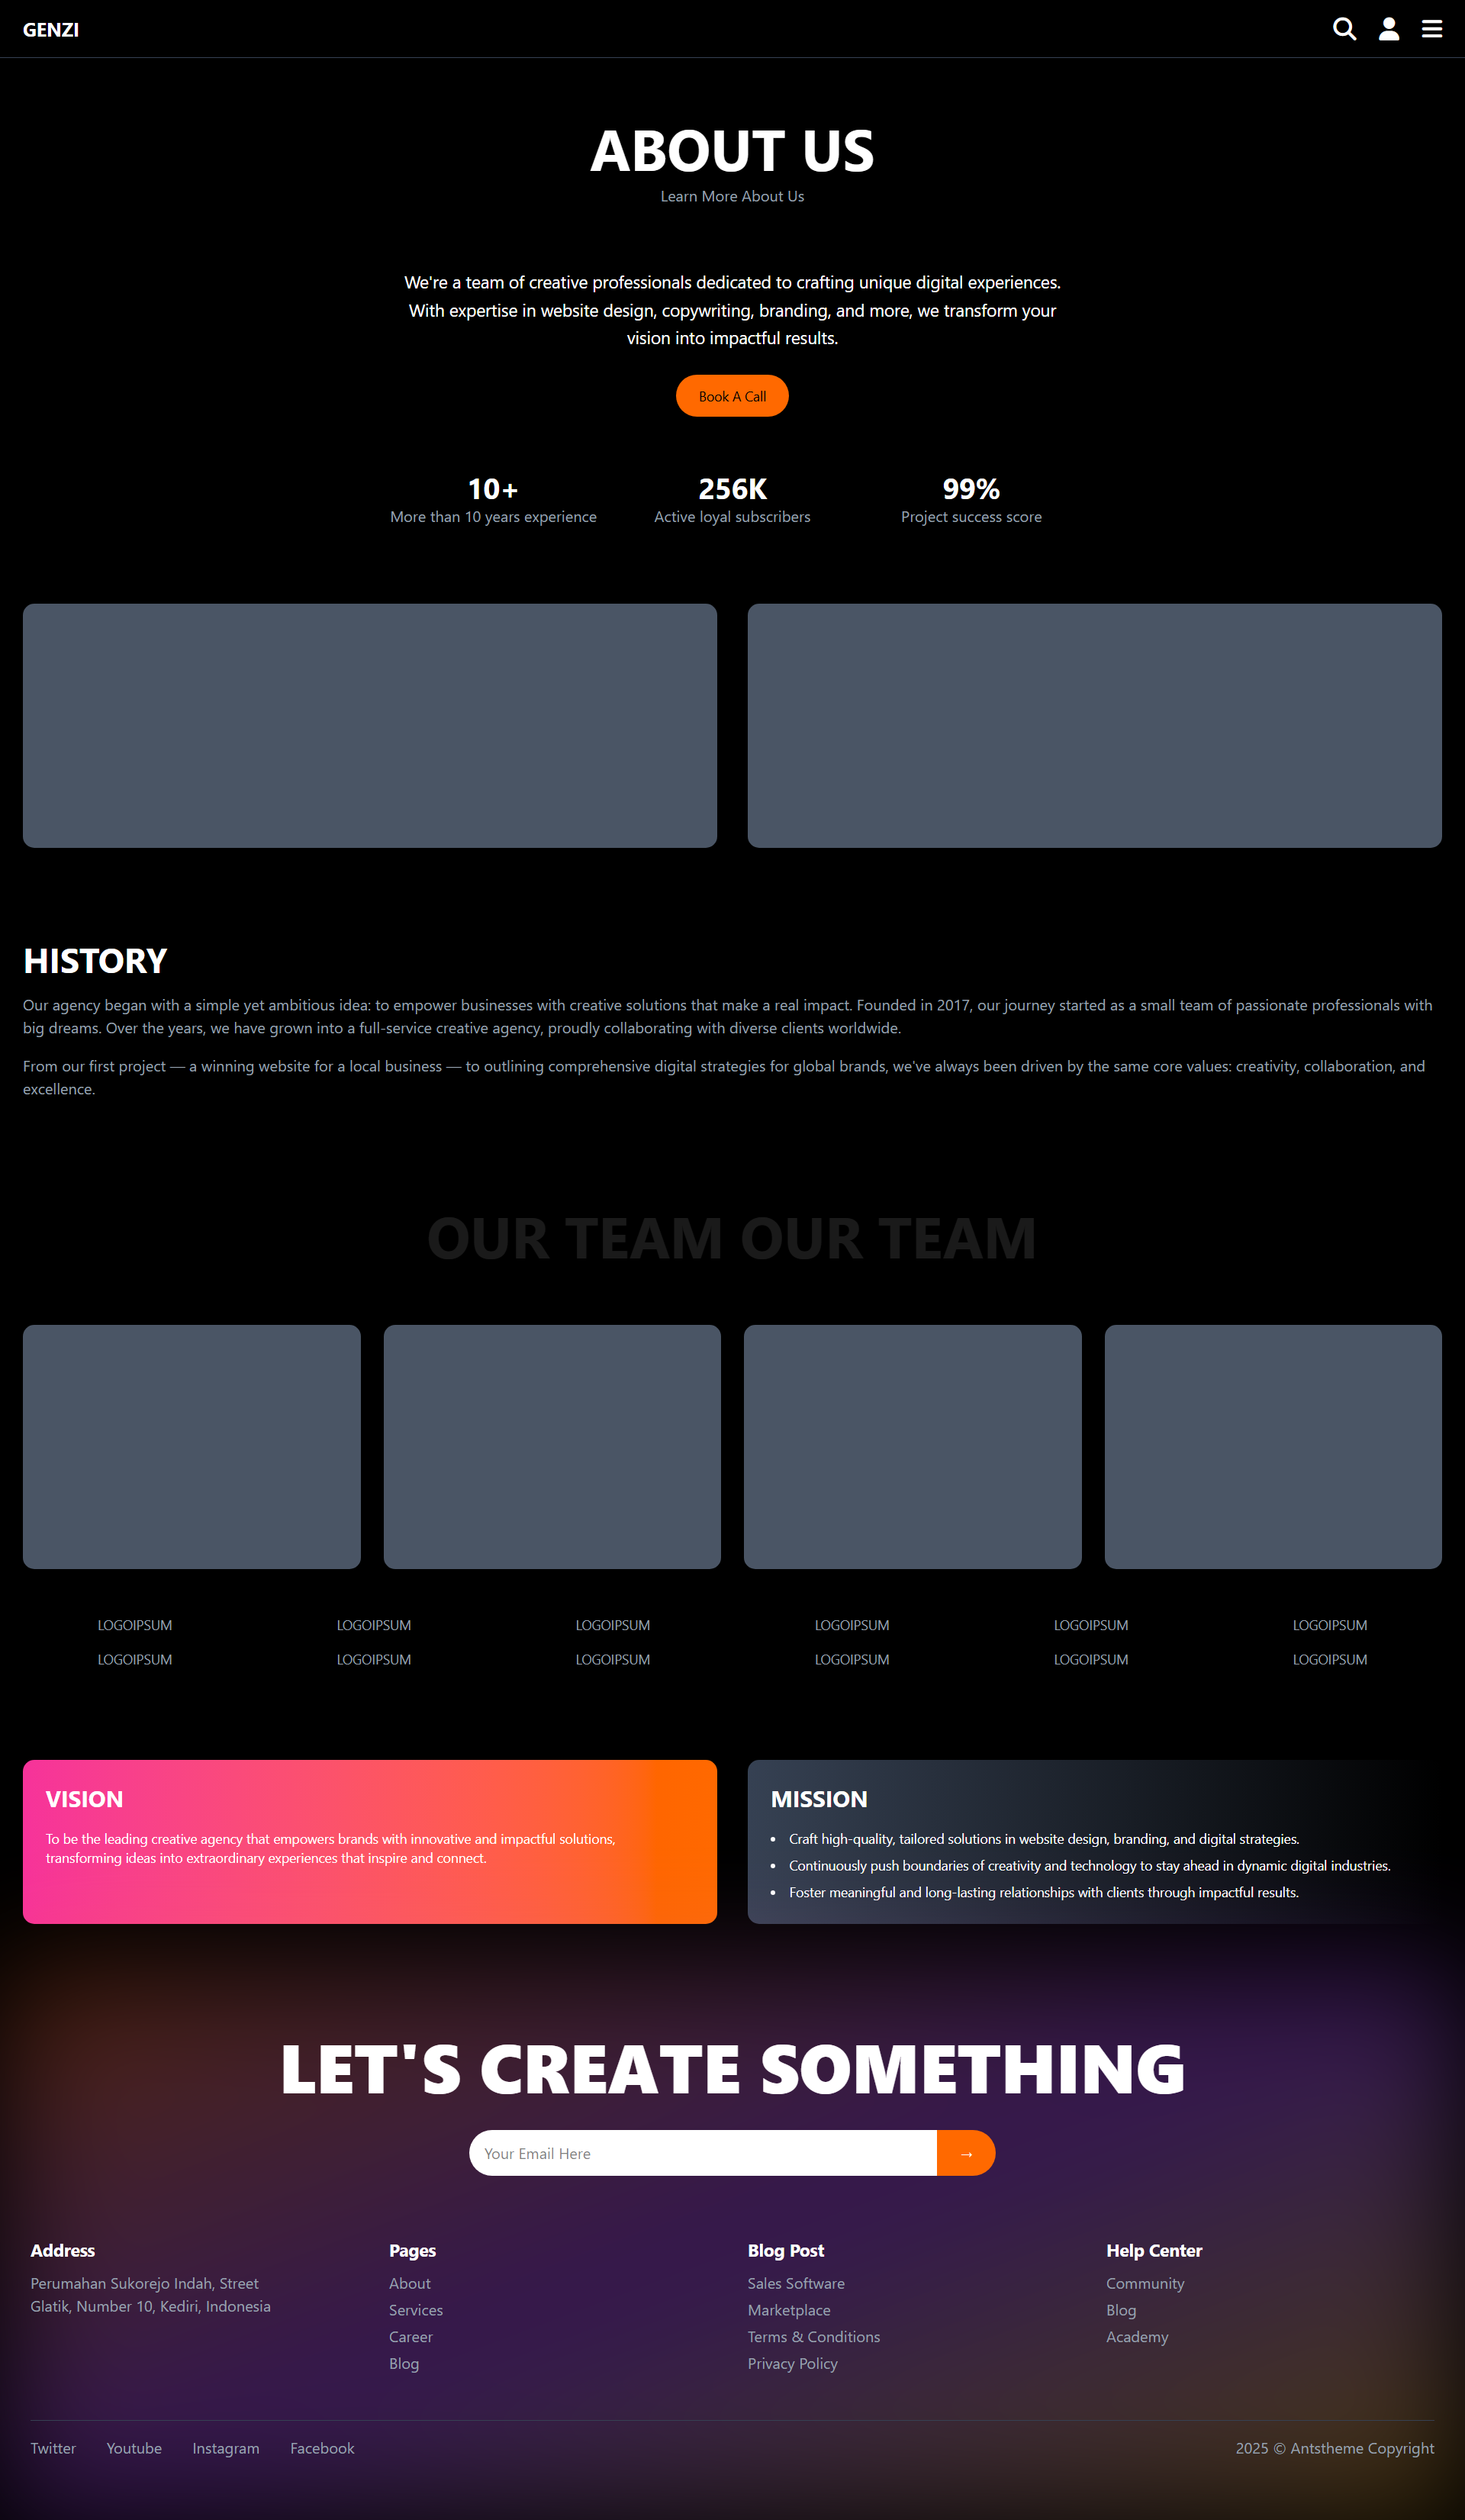 GENZI
ABOUT US
Learn More About Us
We're a team of creative professionals dedicated to crafting unique digital experiences.
With expertise in website design, copywriting, branding, and more, we transform your
vision into impactful results.
Book A Call
10+ 256K 99%
More than 10 years experience Active loyal subscribers Project success score
HISTORY
Our agency began with a simple yet ambitious idea: to empower businesses with creative solutions that make a real impact. Founded in 2017, our journey started as a small team of passionate professionals with
big dreams. Over the years, we have grown into a full-service creative agency, proudly collaborating with diverse clients worldwide.
From our first project — a winning website for a local business — to outlining comprehensive digital strategies for global brands, we've always been driven by the same core values: creativity, collaboration, and
excellence.
OUR TEAM OUR TEAM
LOGOIPSUM LOGOIPSUM LOGOIPSUM LOGOIPSUM LOGOIPSUM LOGOIPSUM
LOGOIPSUM LOGOIPSUM LOGOIPSUM LOGOIPSUM LOGOIPSUM LOGOIPSUM
VISION
To be the leading creative agency that empowers brands with innovative and impactful solutions,
transforming ideas into extraordinary experiences that inspire and connect.
MISSION
• Craft high-quality, tailored solutions in website design, branding, and digital strategies.
• Continuously push boundaries of creativity and technology to stay ahead in dynamic digital industries.
• Foster meaningful and long-lasting relationships with clients through impactful results.
LET'S CREATE SOMETHING
Your Email Here →
Address
Perumahan Sukorejo Indah, Street
Glatik, Number 10, Kediri, Indonesia
Pages
About
Services
Career
Blog
Blog Post
Sales Software
Marketplace
Terms & Conditions
Privacy Policy
Help Center
Community
Blog
Academy
Twitter Youtube Instagram Facebook
2025 © Antstheme Copyright